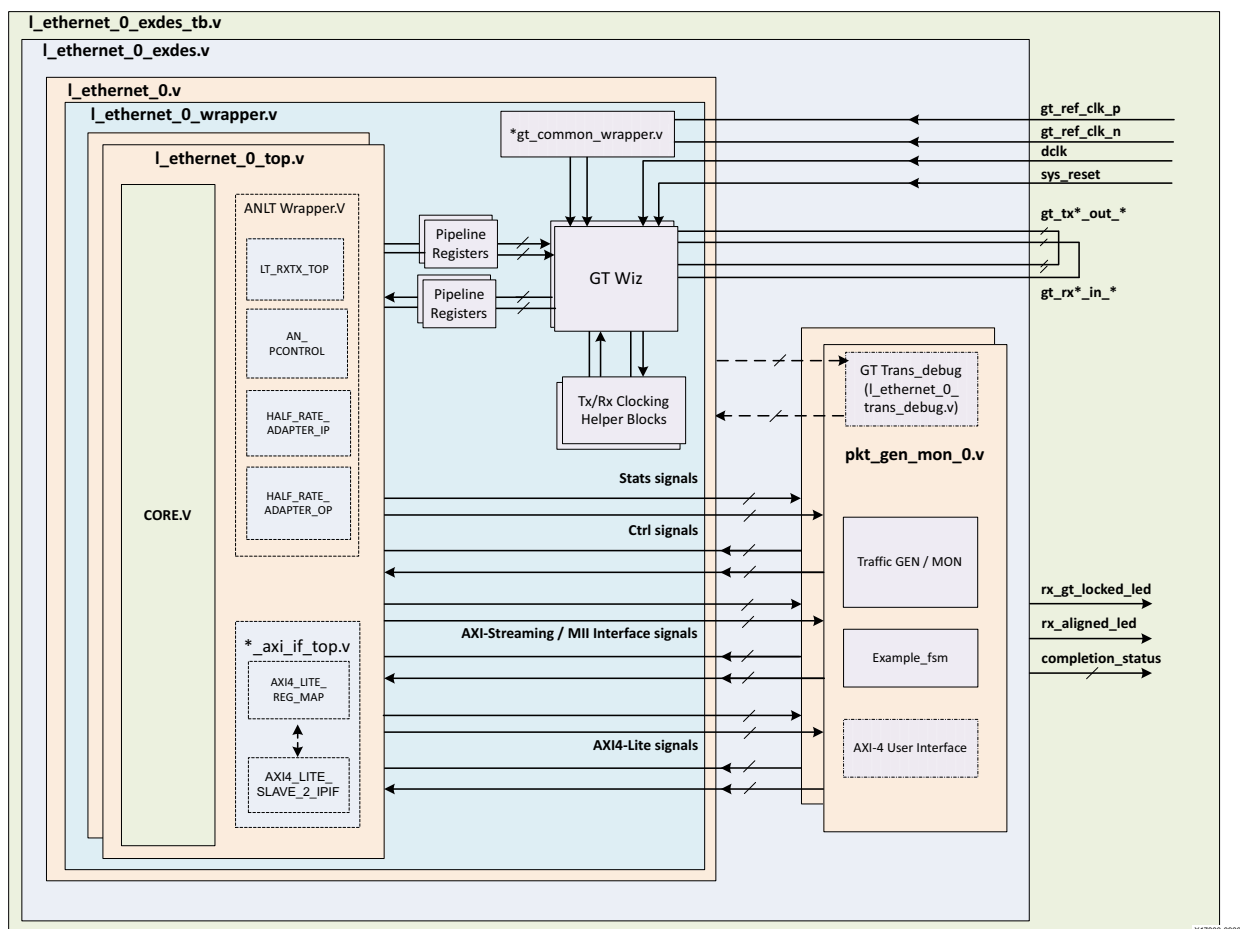 l_ethernet_0_exdes_tb.v
l_ethernet_0_exdes.v
l_ethernet_0.v
l_ethernet_0_wrapper.v
l_ethernet_0_top.v
CORE.V
ANLT Wrapper.V
LT_RXTX_TOP
AN_
PCONTROL
HALF_RATE_
ADAPTER_IP
HALF_RATE_
ADAPTER_OP
*_axi_if_top.v
AXI4_LITE_
REG_MAP
AXI4_LITE_
SLAVE_2_IPIF
Pipeline
Registers
Pipeline
Registers
*gt_common_wrapper.v
GT Wiz
Tx/Rx Clocking
Helper Blocks
Stats signals
Ctrl signals
AXI-Streaming / MII Interface signals
AXI4-Lite signals
GT Trans_debug
(l_ethernet_0_
trans_debug.v)
pkt_gen_mon_0.v
Traffic GEN / MON
Example_fsm
AXI-4 User Interface
gt_ref_clk_p
gt_ref_clk_n
dclk
sys_reset
gt_tx*_out_*
gt_rx*_in_*
rx_gt_locked_led
rx_aligned_led
completion_status